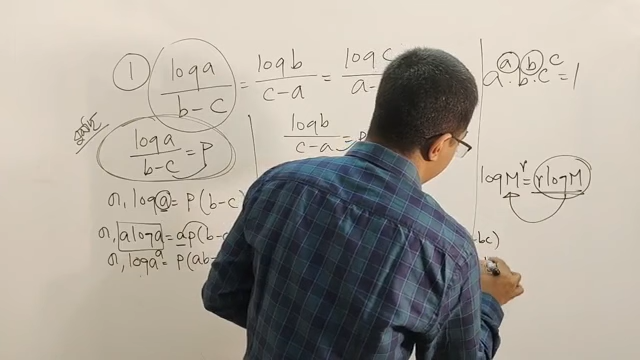 ① log a / b - c = log b / c - a = log c / a -
a^a · b^b · c^c = 1
ধরি
log a / b - c = p
log b / c - a = p
log M^r = r log M
বা, log a = p(b - c)
বা, a log a = ap(b -
বা, log a^a = p(ab -
bc)